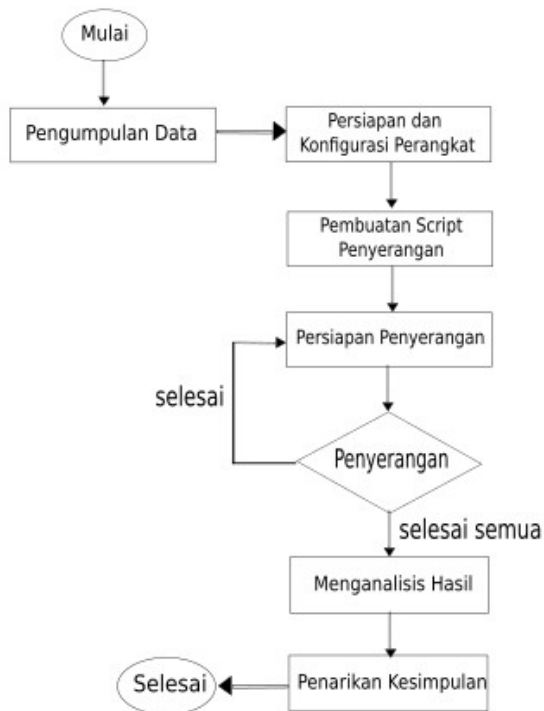 Mulai
Pengumpulan Data
Persiapan dan
Konfigurasi Perangkat
Pembuatan Script
Penyerangan
Persiapan Penyerangan
selesai
Penyerangan
selesai semua
Menganalisis Hasil
Penarikan Kesimpulan
Selesai